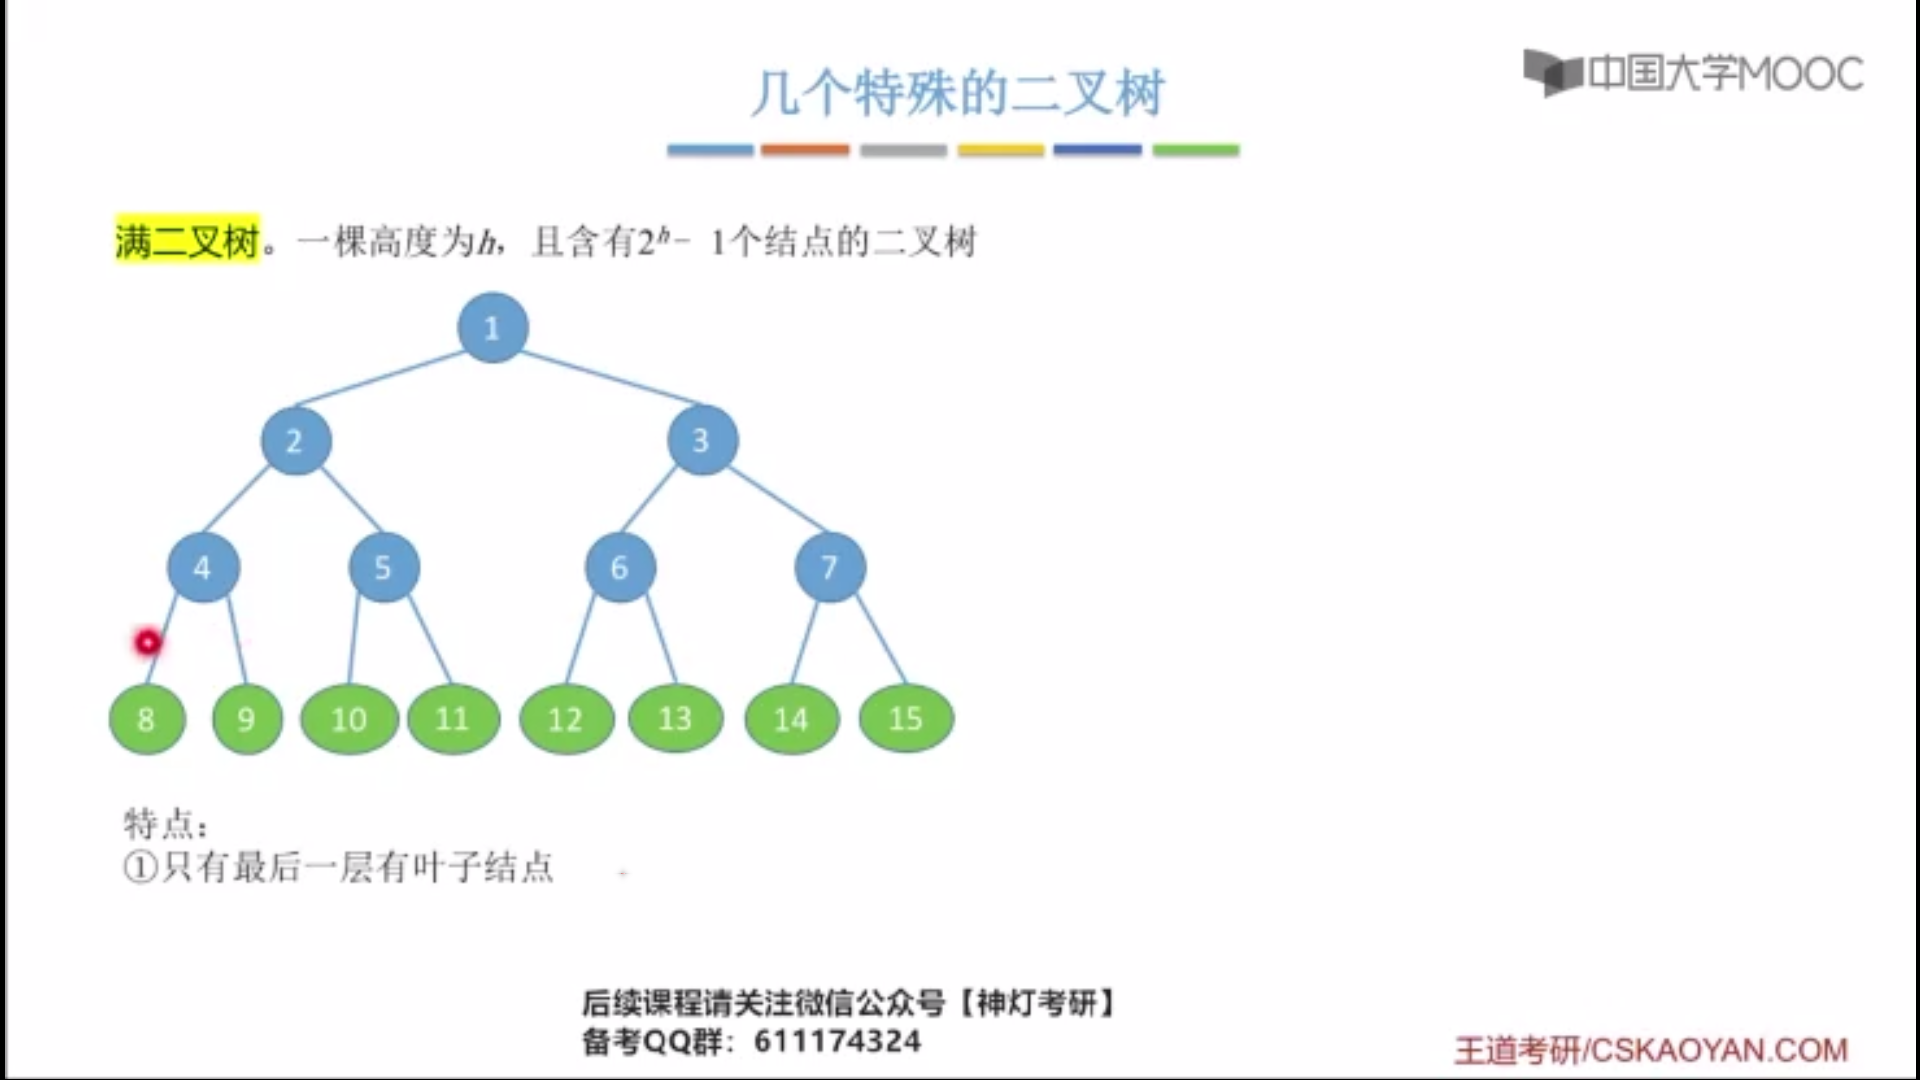 几个特殊的二叉树
中国大学MOOC
满二叉树。一棵高度为h，且含有2ʰ－ 1个结点的二叉树
1
2 3
4 5 6 7
8 9 10 11 12 13 14 15
特点：
①只有最后一层有叶子结点
后续课程请关注微信公众号【神灯考研】
备考QQ群：611174324
王道考研/CSKAOYAN.COM